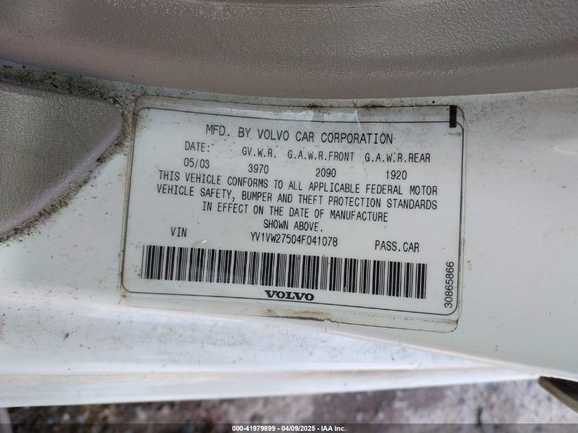 MFD. BY VOLVO CAR CORPORATION
DATE: GV.W.R. G.A.W.R.FRONT G.A.W.R.REAR
05/03 3970 2090 1920
THIS VEHICLE CONFORMS TO ALL APPLICABLE FEDERAL MOTOR
VEHICLE SAFETY, BUMPER AND THEFT PROTECTION STANDARDS
IN EFFECT ON THE DATE OF MANUFACTURE
SHOWN ABOVE.
VIN YV1VW27504F041078 PASS.CAR
VOLVO
30865866
000-41979899 - 04/09/2025 - IAA Inc.